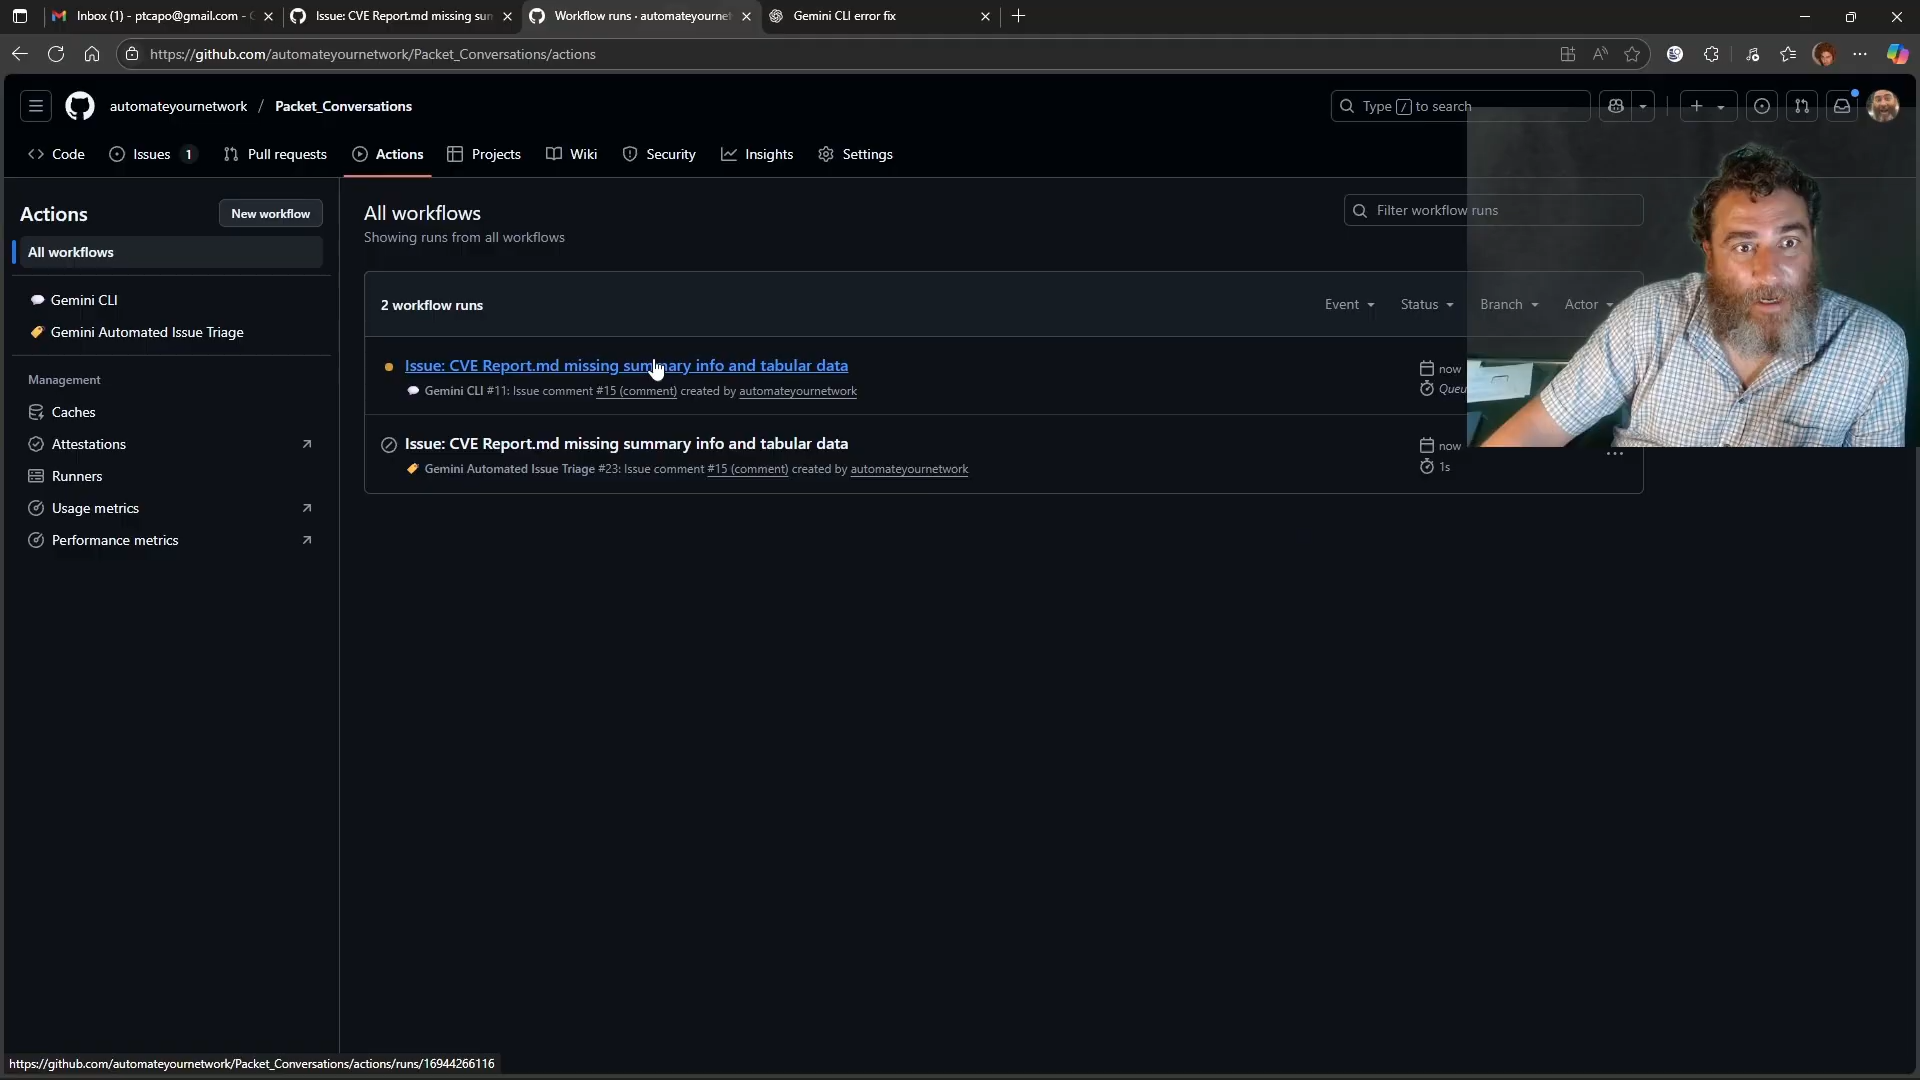 Inbox (1) - ptcapo@gmail.com -
Issue: CVE Report.md missing sun
Workflow runs · automateyournet
Gemini CLI error fix
https://github.com/automateyournetwork/Packet_Conversations/actions
automateyournetwork / Packet_Conversations
Type / to search
Code
Issues 1
Pull requests
Actions
Projects
Wiki
Security
Insights
Settings
Actions
New workflow
All workflows
Gemini CLI
Gemini Automated Issue Triage
Management
Caches
Attestations
Runners
Usage metrics
Performance metrics
All workflows
Showing runs from all workflows
Filter workflow runs
2 workflow runs
Event
Status
Branch
Actor
Issue: CVE Report.md missing summary info and tabular data
Gemini CLI #11: Issue comment #15 (comment) created by automateyournetwork
now
Queu
Issue: CVE Report.md missing summary info and tabular data
Gemini Automated Issue Triage #23: Issue comment #15 (comment) created by automateyournetwork
now
1s
https://github.com/automateyournetwork/Packet_Conversations/actions/runs/16944266116